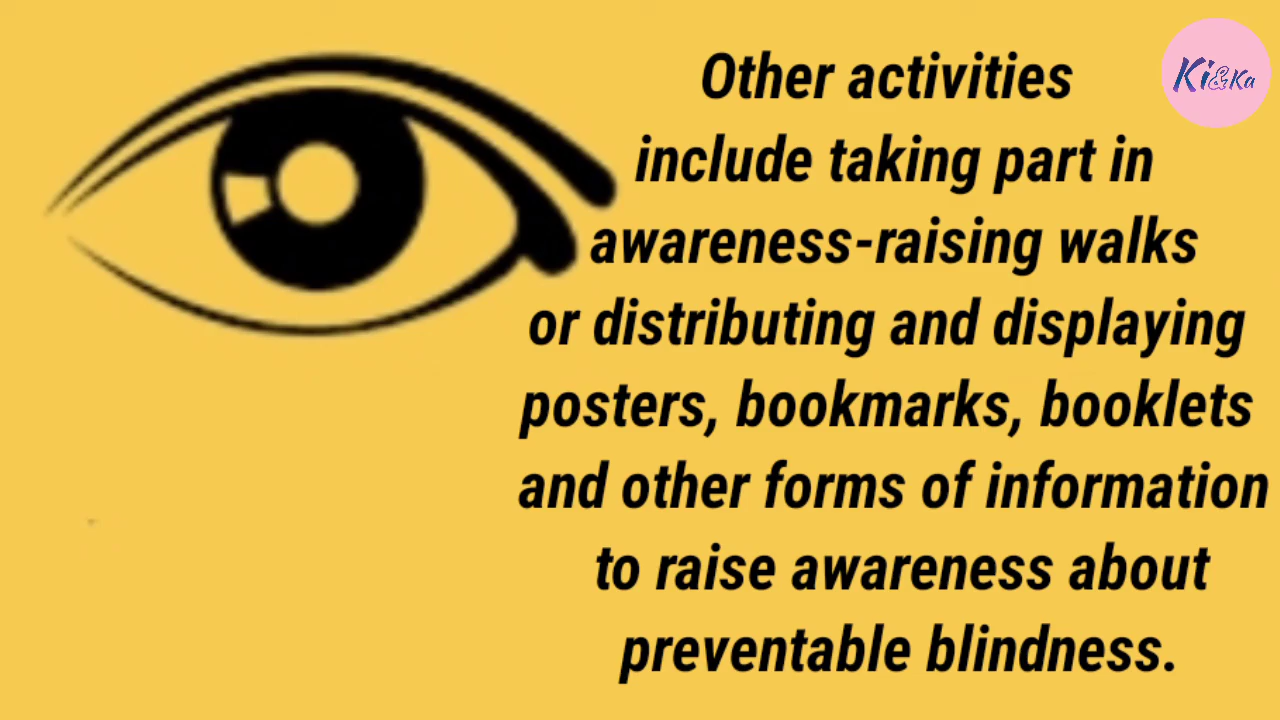 Other activities
include taking part in
awareness-raising walks
or distributing and displaying
posters, bookmarks, booklets
and other forms of information
to raise awareness about
preventable blindness.
Ki&Ka